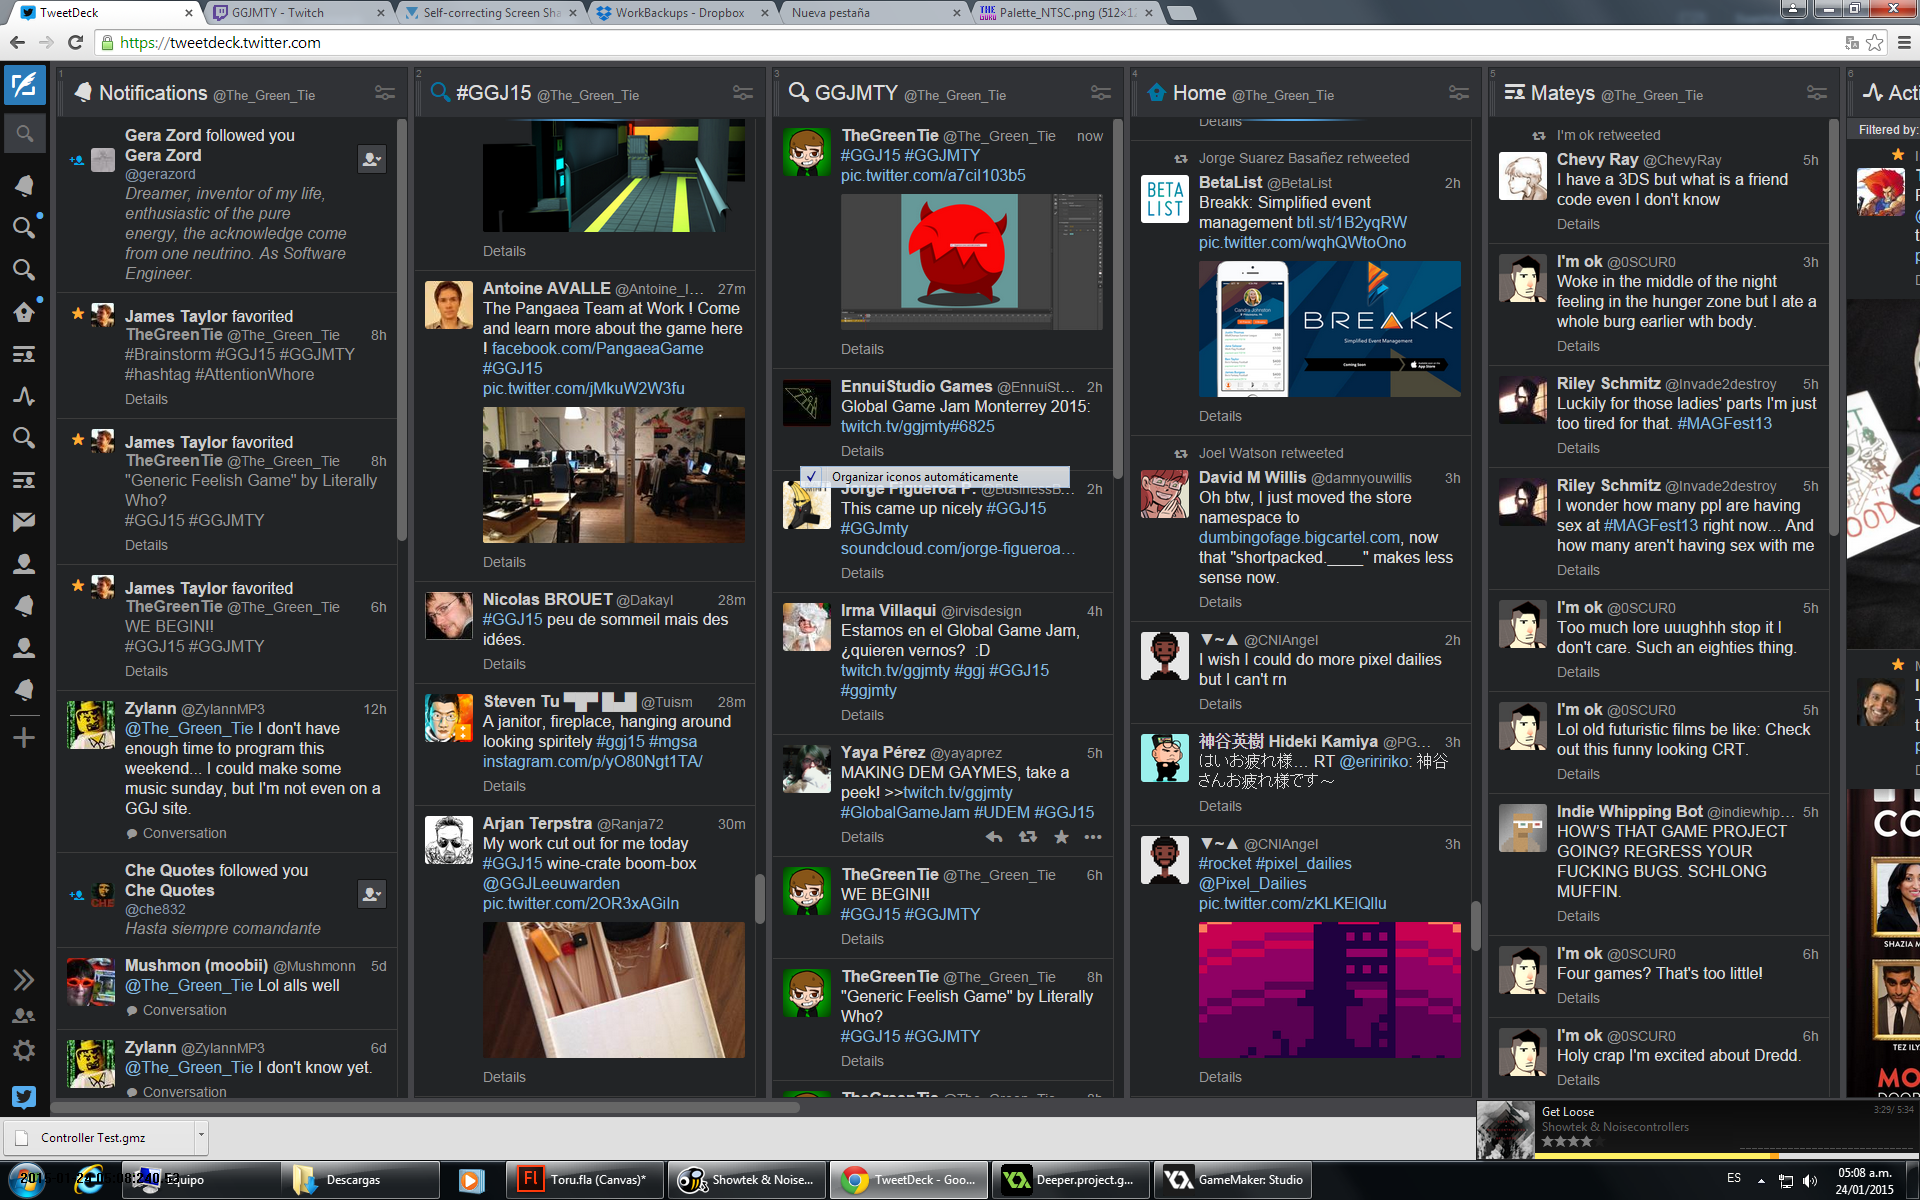 TweetDeck
GGJMTY - Twitch
Self-correcting Screen Sha
WorkBackups - Dropbox
Nueva pestaña
Palette_NTSC.png (512×12
https://tweetdeck.twitter.com
1
Notifications @The_Green_Tie
Gera Zord followed you
Gera Zord
@gerazord
Dreamer, inventor of my life,
enthusiastic of the pure
energy, the acknowledge come
from one neutrino. As Software
Engineer.
James Taylor favorited
TheGreenTie @The_Green_Tie 8h
#Brainstorm #GGJ15 #GGJMTY
#hashtag #AttentionWhore
Details
James Taylor favorited
TheGreenTie @The_Green_Tie 8h
"Generic Feelish Game" by Literally
Who?
#GGJ15 #GGJMTY
Details
James Taylor favorited
TheGreenTie @The_Green_Tie 6h
WE BEGIN!!
#GGJ15 #GGJMTY
Details
Zylann @ZylannMP3 12h
@The_Green_Tie I don't have
enough time to program this
weekend... I could make some
music sunday, but I'm not even on a
GGJ site.
Conversation
Che Quotes followed you
Che Quotes
@che832
Hasta siempre comandante
Mushmon (moobii) @Mushmonn 5d
@The_Green_Tie Lol alls well
Conversation
Zylann @ZylannMP3 6d
@The_Green_Tie I don't know yet.
Conversation
2
#GGJ15 @The_Green_Tie
Details
Antoine AVALLE @Antoine_I... 27m
The Pangaea Team at Work ! Come
and learn more about the game here
! facebook.com/PangaeaGame
#GGJ15
pic.twitter.com/jMkuW2W3fu
Details
Nicolas BROUET @Dakayl 28m
#GGJ15 peu de sommeil mais des
idées.
Details
Steven Tu @Tuism 28m
A janitor, fireplace, hanging around
looking spiritely #ggj15 #mgsa
instagram.com/p/yO80Ngt1TA/
Details
Arjan Terpstra @Ranja72 30m
My work cut out for me today
#GGJ15 wine-crate boom-box
@GGJLeeuwarden
pic.twitter.com/2OR3xAGiln
Details
3
GGJMTY @The_Green_Tie
TheGreenTie @The_Green_Tie now
#GGJ15 #GGJMTY
pic.twitter.com/a7cil103b5
Details
EnnuiStudio Games @EnnuiSt... 2h
Global Game Jam Monterrey 2015:
twitch.tv/ggjmty#6825
Details
✓ Organizar iconos automáticamente
Jorge Figueroa P. @BusinessB... 2h
This came up nicely #GGJ15
#GGJmty
soundcloud.com/jorge-figueroa...
Details
Irma Villaqui @irvisdesign 4h
Estamos en el Global Game Jam,
¿quieren vernos? :D
twitch.tv/ggjmty #ggj #GGJ15
#ggjmty
Details
Yaya Pérez @yayaprez 5h
MAKING DEM GAYMES, take a
peek! >>twitch.tv/ggjmty
#GlobalGameJam #UDEM #GGJ15
Details
TheGreenTie @The_Green_Tie 6h
WE BEGIN!!
#GGJ15 #GGJMTY
Details
TheGreenTie @The_Green_Tie 8h
"Generic Feelish Game" by Literally
Who?
#GGJ15 #GGJMTY
Details
TheGreenTie @The_Green_Tie 8h
4
Home @The_Green_Tie
Details
Jorge Suarez Basañez retweeted
BETA
LIST
BetaList @BetaList 2h
Breakk: Simplified event
management btl.st/1B2yqRW
pic.twitter.com/wqhQWtoOno
BREAKK
Simplified Event Management
Coming Soon
App Store
Details
Joel Watson retweeted
David M Willis @damnyouwillis 3h
Oh btw, I just moved the store
namespace to
dumbingofage.bigcartel.com, now
that "shortpacked.____" makes less
sense now.
Details
▼~▲ @CNIAngel 2h
I wish I could do more pixel dailies
but I can't rn
Details
神谷英樹 Hideki Kamiya @PG... 3h
はいお疲れ様... RT @eriririko: 神谷
さんお疲れ様です～
Details
▼~▲ @CNIAngel 3h
#rocket #pixel_dailies
@Pixel_Dailies
pic.twitter.com/zKLKElQllu
Details
5
Mateys @The_Green_Tie
I'm ok retweeted
Chevy Ray @ChevyRay 5h
I have a 3DS but what is a friend
code even I don't know
Details
I'm ok @0SCUR0 3h
Woke in the middle of the night
feeling in the hunger zone but I ate a
whole burg earlier wth body.
Details
Riley Schmitz @Invade2destroy 5h
Luckily for those ladies' parts I'm just
too tired for that. #MAGFest13
Details
Riley Schmitz @Invade2destroy 5h
I wonder how many ppl are having
sex at #MAGFest13 right now... And
how many aren't having sex with me
Details
I'm ok @0SCUR0 5h
Too much lore uuughhh stop it I
don't care. Such an eighties thing.
Details
I'm ok @0SCUR0 5h
Lol old futuristic films be like: Check
out this funny looking CRT.
Details
Indie Whipping Bot @indiewhip... 5h
HOW'S THAT GAME PROJECT
GOING? REGRESS YOUR
FUCKING BUGS. SCHLONG
MUFFIN.
Details
I'm ok @0SCUR0 6h
Four games? That's too little!
Details
I'm ok @0SCUR0 6h
Holy crap I'm excited about Dredd.
Details
6
Acti
Filtered by:
CO
SHAZIA M
TEZ ILY
MO
Controller Test.gmz
Get Loose 3:29/ 5:34
Showtek & Noisecontrollers
Equipo
Descargas
Toru.fla (Canvas)*
Showtek & Noise...
TweetDeck - Goo...
Deeper.project.g...
GameMaker: Studio
ES
05:08 a.m.
24/01/2015